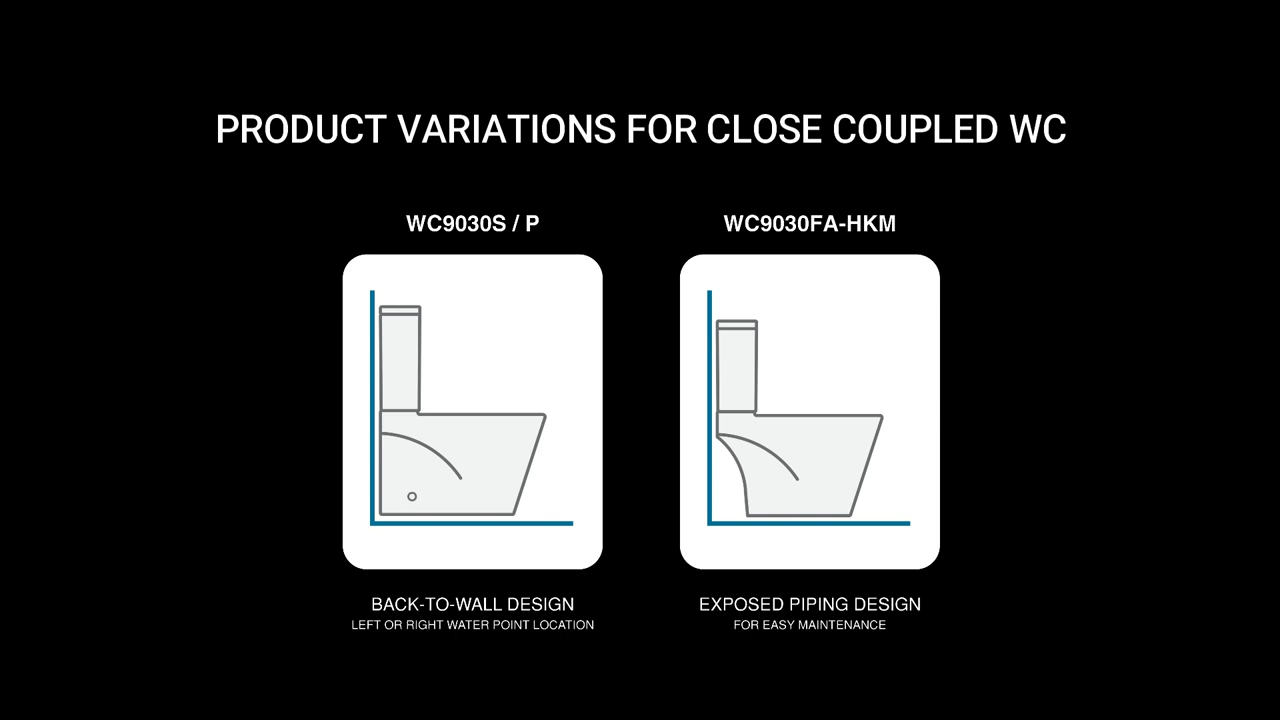 PRODUCT VARIATIONS FOR CLOSE COUPLED WC
WC9030S / P
WC9030FA-HKM
BACK-TO-WALL DESIGN
LEFT OR RIGHT WATER POINT LOCATION
EXPOSED PIPING DESIGN
FOR EASY MAINTENANCE